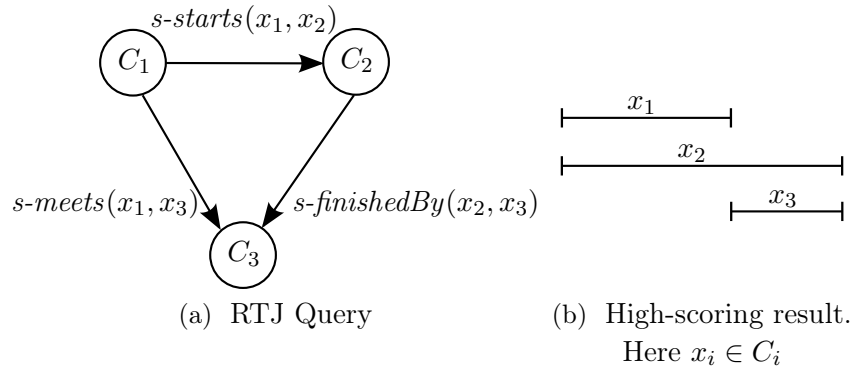 s-starts(x₁, x₂)
C₁
C₂
s-meets(x₁, x₃)
s-finishedBy(x₂, x₃)
C₃
(a) RTJ Query
x₁
x₂
x₃
(b) High-scoring result.
Here xᵢ ∈ Cᵢ